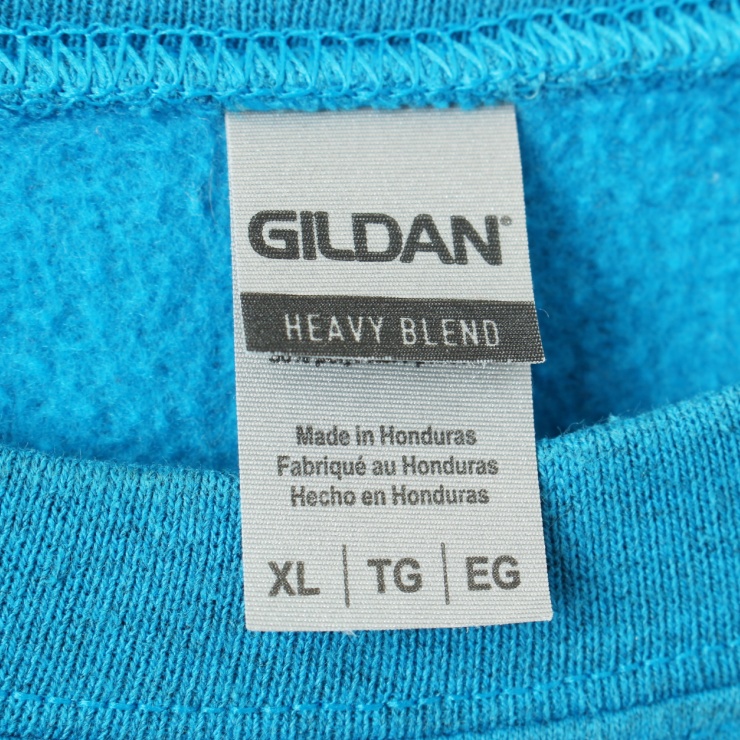 GILDAN®
HEAVY BLEND
Made in Honduras
Fabriqué au Honduras
Hecho en Honduras
XL | TG | EG